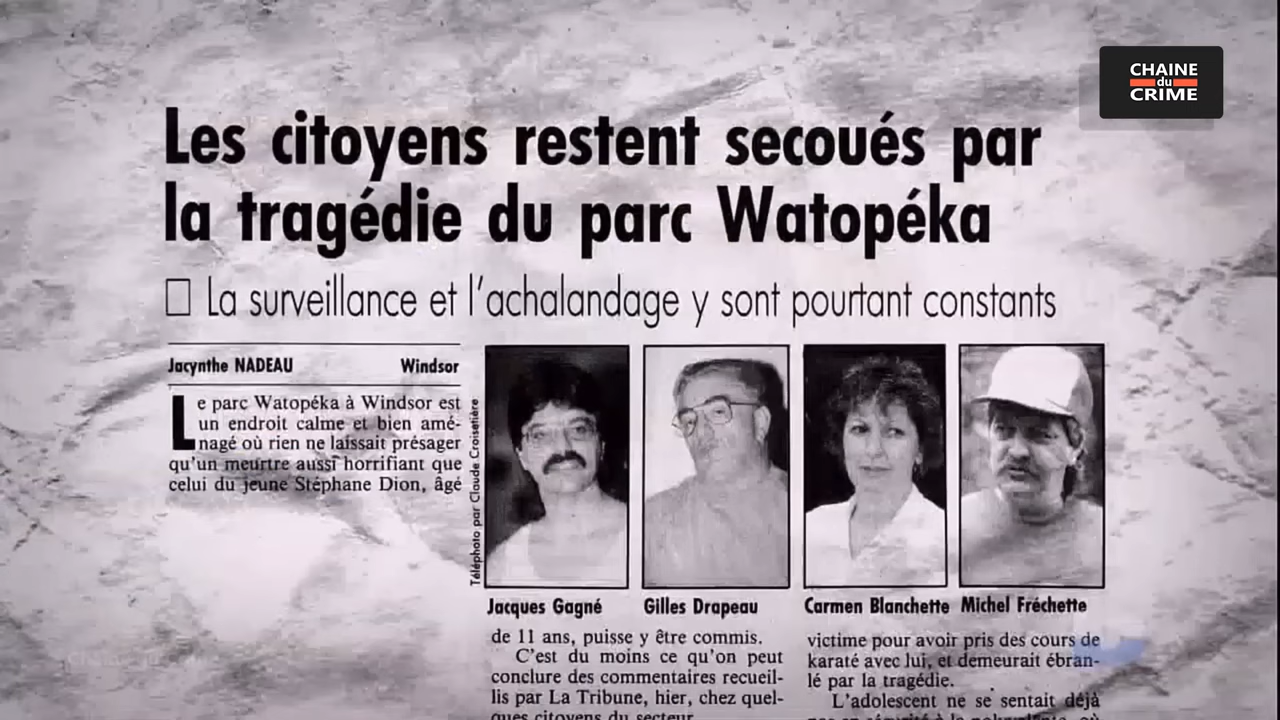 CHAINE
du
CRIME
Les citoyens restent secoués par
la tragédie du parc Watopéka
□ La surveillance et l'achalandage y sont pourtant constants
Jacynthe NADEAU Windsor
Le parc Watopéka à Windsor est
un endroit calme et bien amé-
nagé où rien ne laissait présager
qu'un meurtre aussi horrifiant que
celui du jeune Stéphane Dion, âgé
Téléphoto par Claude Croisetière
Jacques Gagné
Gilles Drapeau
Carmen Blanchette
Michel Fréchette
de 11 ans, puisse y être commis.
C'est du moins ce qu'on peut
conclure des commentaires recueil-
lis par La Tribune, hier, chez quel-
ques citoyens du secteur.
victime pour avoir pris des cours de
karaté avec lui, et demeurait ébran-
lé par la tragédie.
L'adolescent ne se sentait déjà